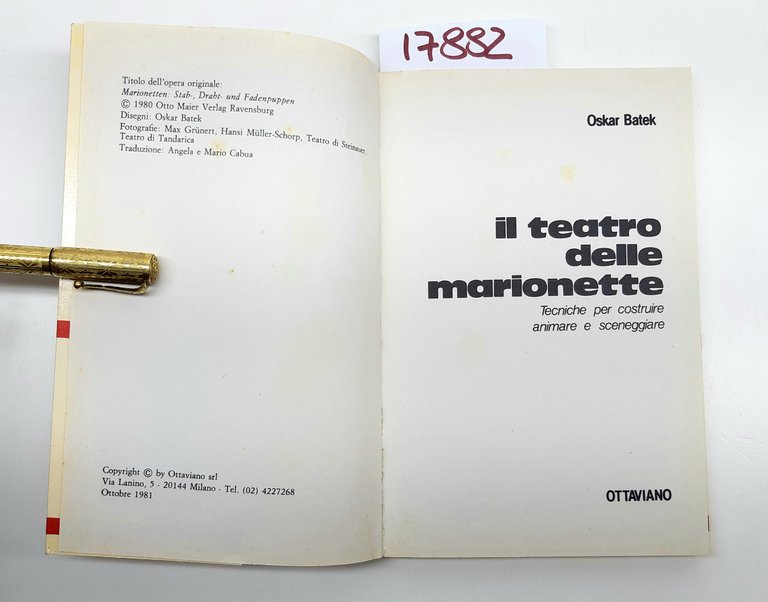 17882
Titolo dell'opera originale:
Marionetten: Stab-, Draht- und Fadenpuppen
© 1980 Otto Maier Verlag Ravensburg
Disegni: Oskar Batek
Fotografie: Max Grünert, Hansi Müller-Schorp, Teatro di Steinauer,
Teatro di Tandarica
Traduzione: Angela e Mario Cabua
Copyright © by Ottaviano srl
Via Lanino, 5 - 20144 Milano - Tel. (02) 4227268
Ottobre 1981
Oskar Batek
il teatro
delle
marionette
Tecniche per costruire
animare e sceneggiare
OTTAVIANO